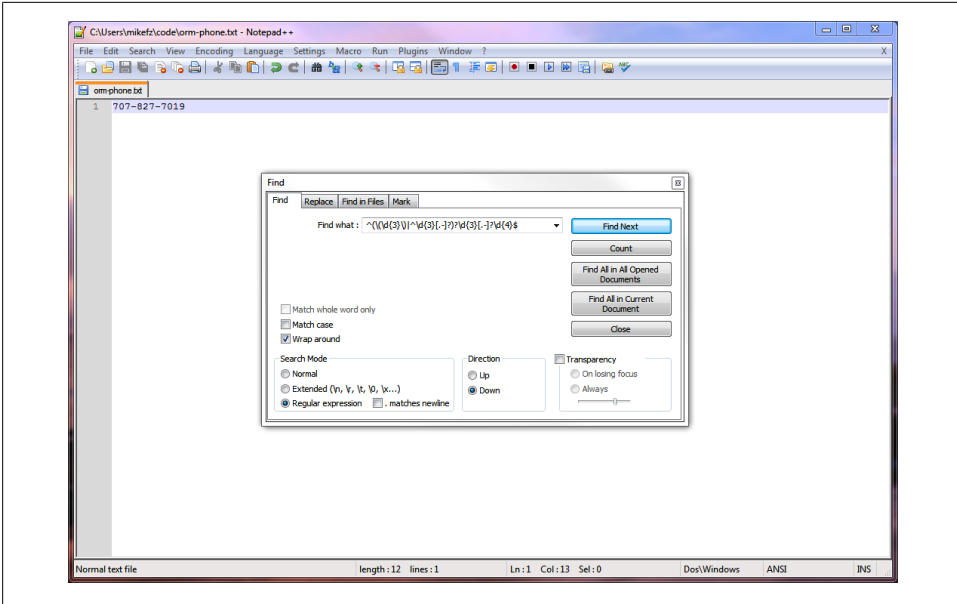 C:\Users\mikefz\code\orm-phone.txt - Notepad++
File Edit Search View Encoding Language Settings Macro Run Plugins Window ? X
orm-phone.txt
1 707-827-7019
Find
Find Replace Find in Files Mark
Find what : ^(\(\d{3}\)|^\d{3}[.-]?)?\d{3}[.-]?\d{4}$
Find Next
Count
Find All in All Opened
Documents
Find All in Current
Document
Close
Match whole word only
Match case
Wrap around
Search Mode
Normal
Extended (\n, \r, \t, \0, \x...)
Regular expression . matches newline
Direction
Up
Down
Transparency
On losing focus
Always
Normal text file length : 12 lines : 1 Ln : 1 Col : 13 Sel : 0 Dos\Windows ANSI INS